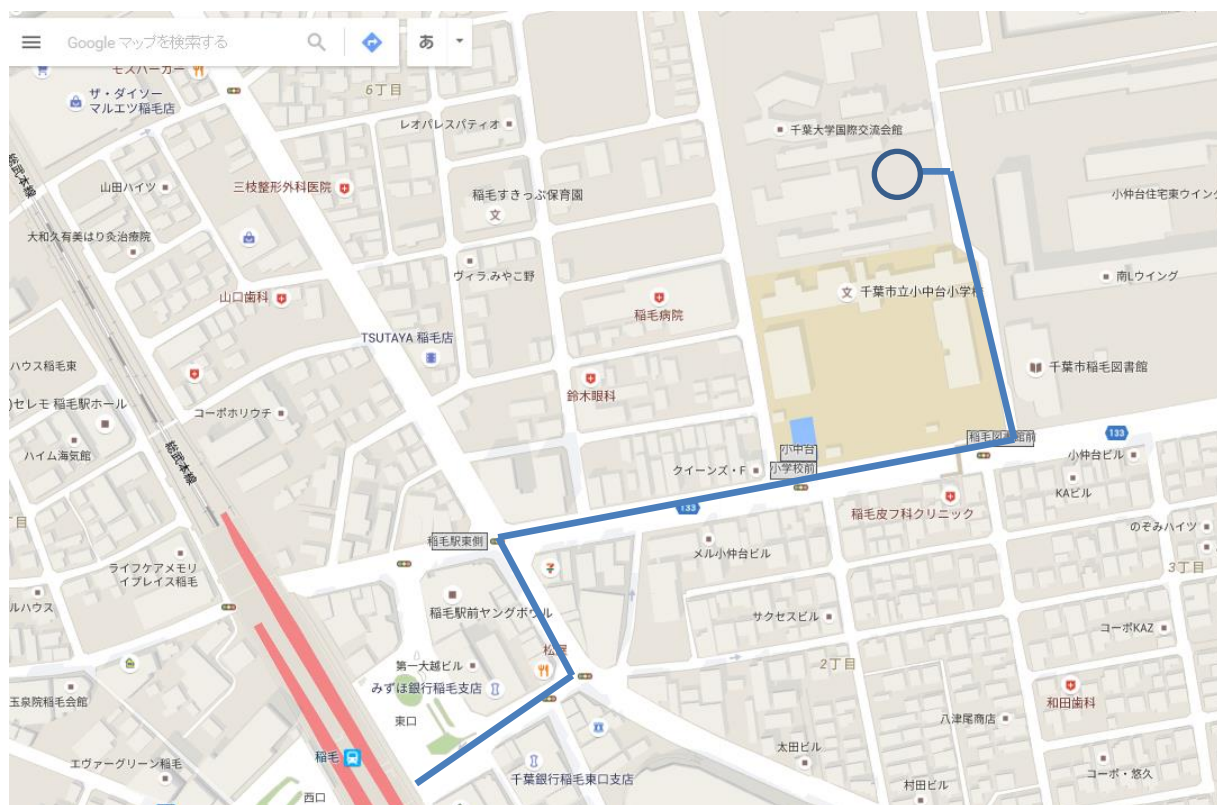 Google マップを検索する
あ
モスバーガー
ザ・ダイソー
マルエツ稲毛店
6丁目
レオパレスパティオ
千葉大学国際交流会館
総武本線
山田ハイツ
三枝整形外科医院
稲毛すきっぷ保育園
小仲台住宅東ウイング
大和久有美はり灸治療院
ヴィラ.みやこ野
南Lウイング
山口歯科
千葉市立小中台小学校
稲毛病院
TSUTAYA 稲毛店
ハウス稲毛東
千葉市稲毛図書館
鈴木眼科
セレモ 稲毛駅ホール
コーポホリウチ
稲毛図書館前
133
ハイム海気館
総武本線
小中台
小学校前
クイーンズ・F
小仲台ビル
KAビル
丁目
133
稲毛皮フ科クリニック
のぞみハイツ
稲毛駅東側
メル小仲台ビル
ライフケアメモリ
イプレイス稲毛
3丁目
ルハウス
稲毛駅前ヤングボウル
サクセスビル
コーポKAZ
松屋
第一大越ビル
2丁目
みずほ銀行稲毛支店
玉泉院稲毛会館
東口
和田歯科
八津尾商店
稲毛
太田ビル
エヴァーグリーン稲毛
千葉銀行稲毛東口支店
コーポ・悠久
村田ビル
西口